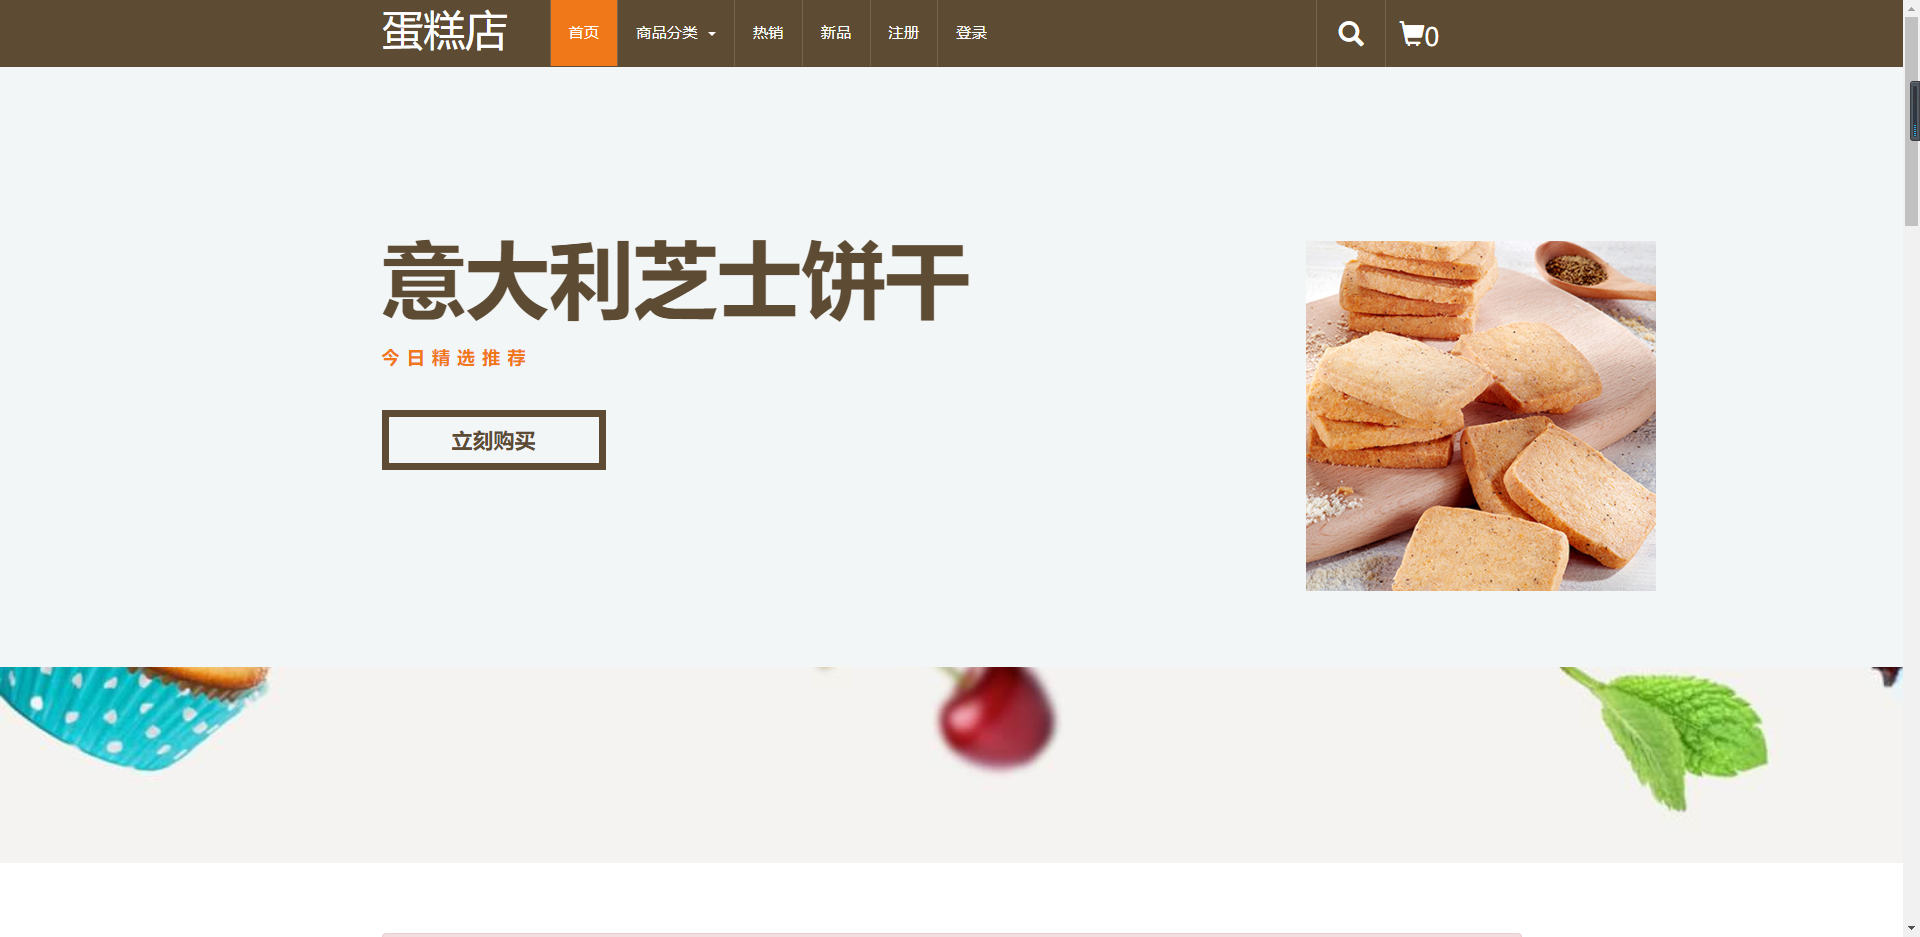 蛋糕店
首页 商品分类 热销 新品 注册 登录 0
意大利芝士饼干
今日精选推荐
立刻购买